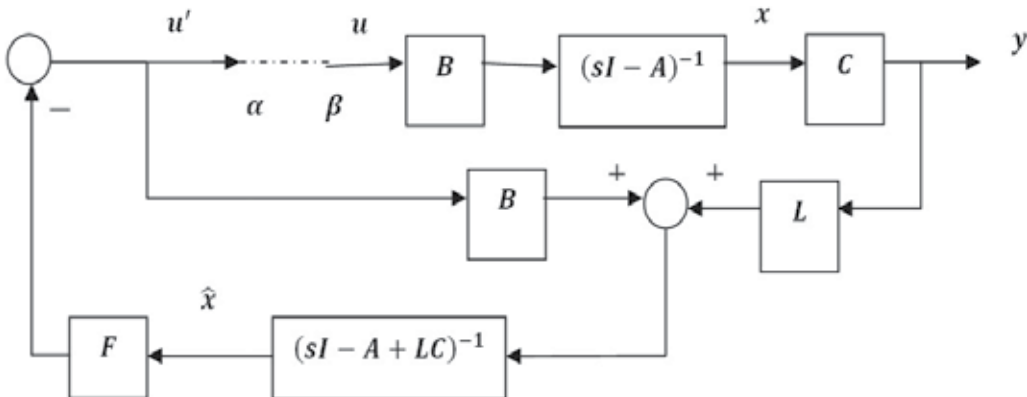 u′ u x y
B (sI − A)⁻¹ C
− α β
+ +
B L
x̂
F (sI − A + LC)⁻¹